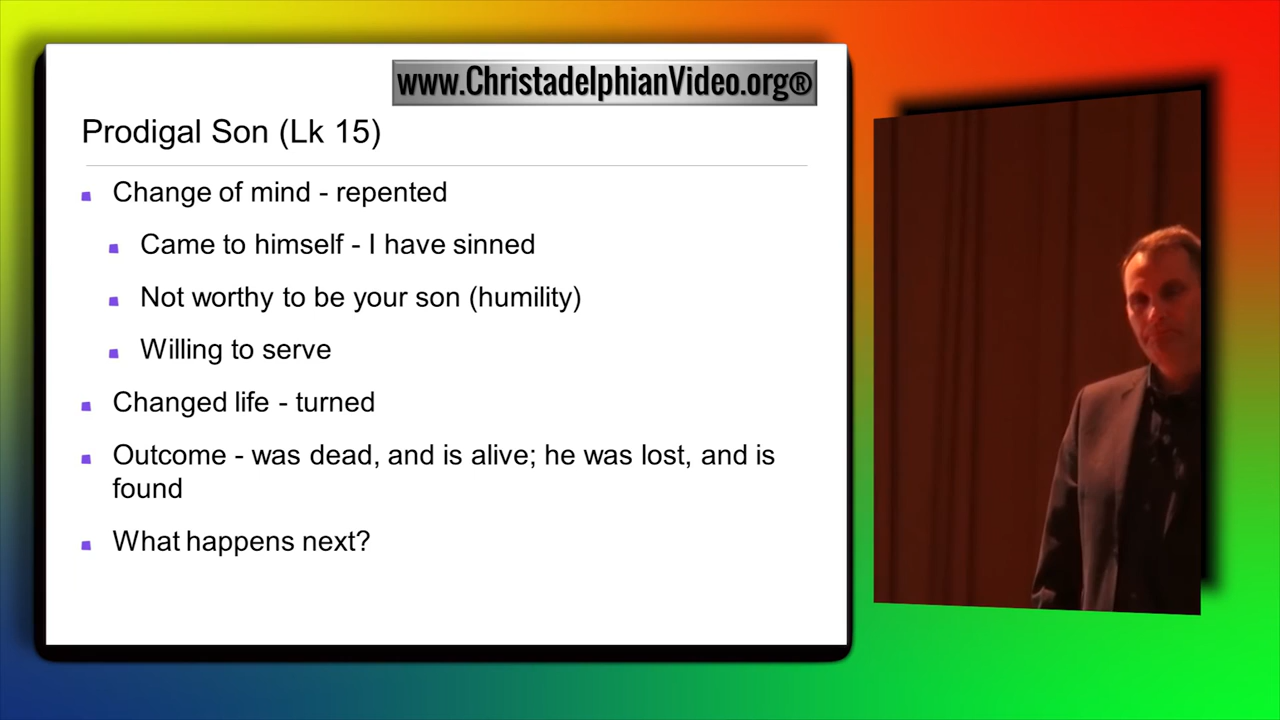 www.ChristadelphianVideo.org®
Prodigal Son (Lk 15)
Change of mind - repented
Came to himself - I have sinned
Not worthy to be your son (humility)
Willing to serve
Changed life - turned
Outcome - was dead, and is alive; he was lost, and is
found
What happens next?